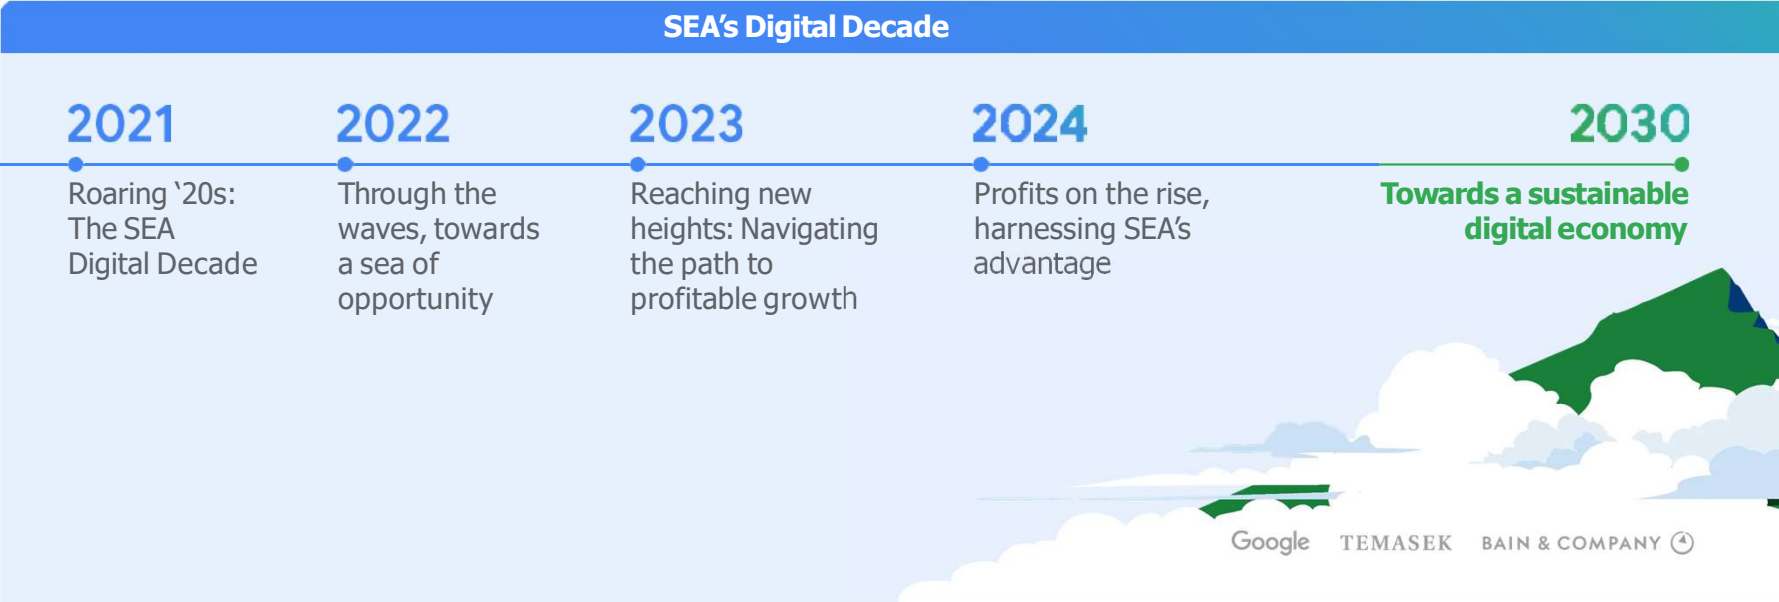 SEA’s Digital Decade
2021
Roaring ‘20s:
The SEA
Digital Decade
2022
Through the
waves, towards
a sea of
opportunity
2023
Reaching new
heights: Navigating
the path to
profitable growth
2024
Profits on the rise,
harnessing SEA’s
advantage
2030
Towards a sustainable
digital economy
Google TEMASEK BAIN & COMPANY